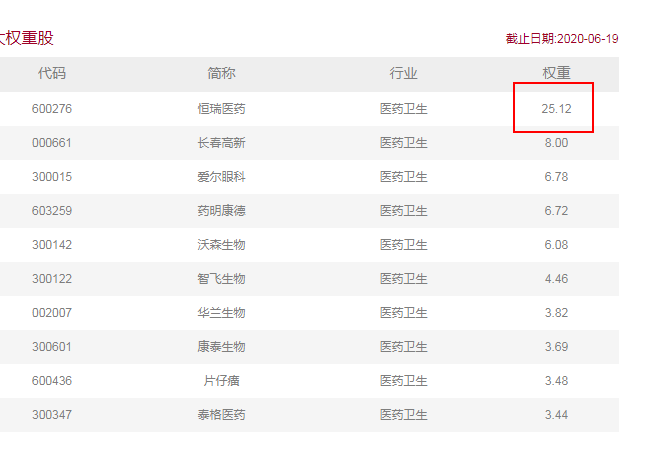 大权重股 截止日期:2020-06-19
代码 简称 行业 权重
600276 恒瑞医药 医药卫生 25.12
000661 长春高新 医药卫生 8.00
300015 爱尔眼科 医药卫生 6.78
603259 药明康德 医药卫生 6.72
300142 沃森生物 医药卫生 6.08
300122 智飞生物 医药卫生 4.46
002007 华兰生物 医药卫生 3.82
300601 康泰生物 医药卫生 3.69
600436 片仔癀 医药卫生 3.48
300347 泰格医药 医药卫生 3.44